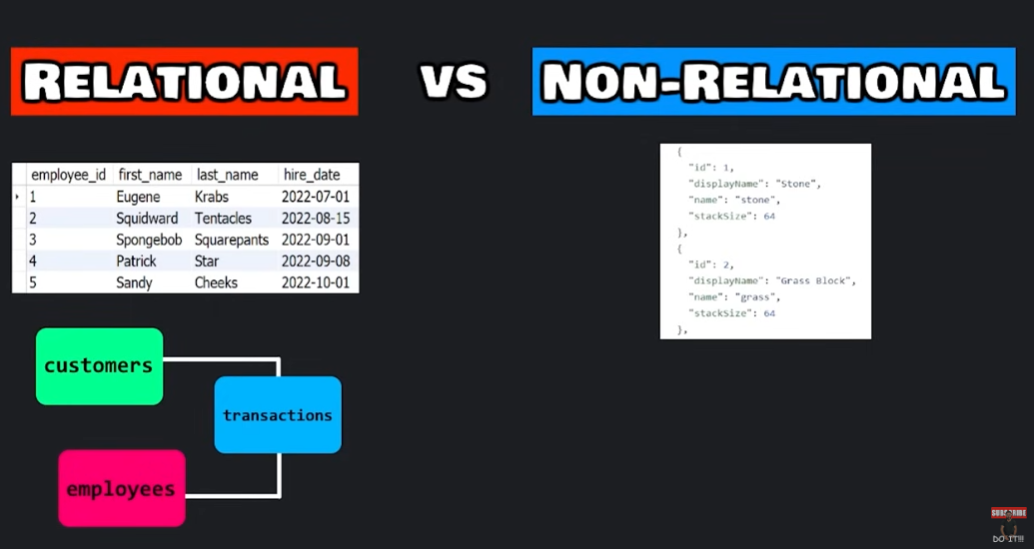 RELATIONAL VS NON-RELATIONAL
employee_id first_name last_name hire_date
1 Eugene Krabs 2022-07-01
2 Squidward Tentacles 2022-08-15
3 Spongebob Squarepants 2022-09-01
4 Patrick Star 2022-09-08
5 Sandy Cheeks 2022-10-01
customers
transactions
employees
{
"id": 1,
"displayName": "Stone",
"name": "stone",
"stackSize": 64
},
{
"id": 2,
"displayName": "Grass Block",
"name": "grass",
"stackSize": 64
},
SUBSCRIBE
DO IT!!!